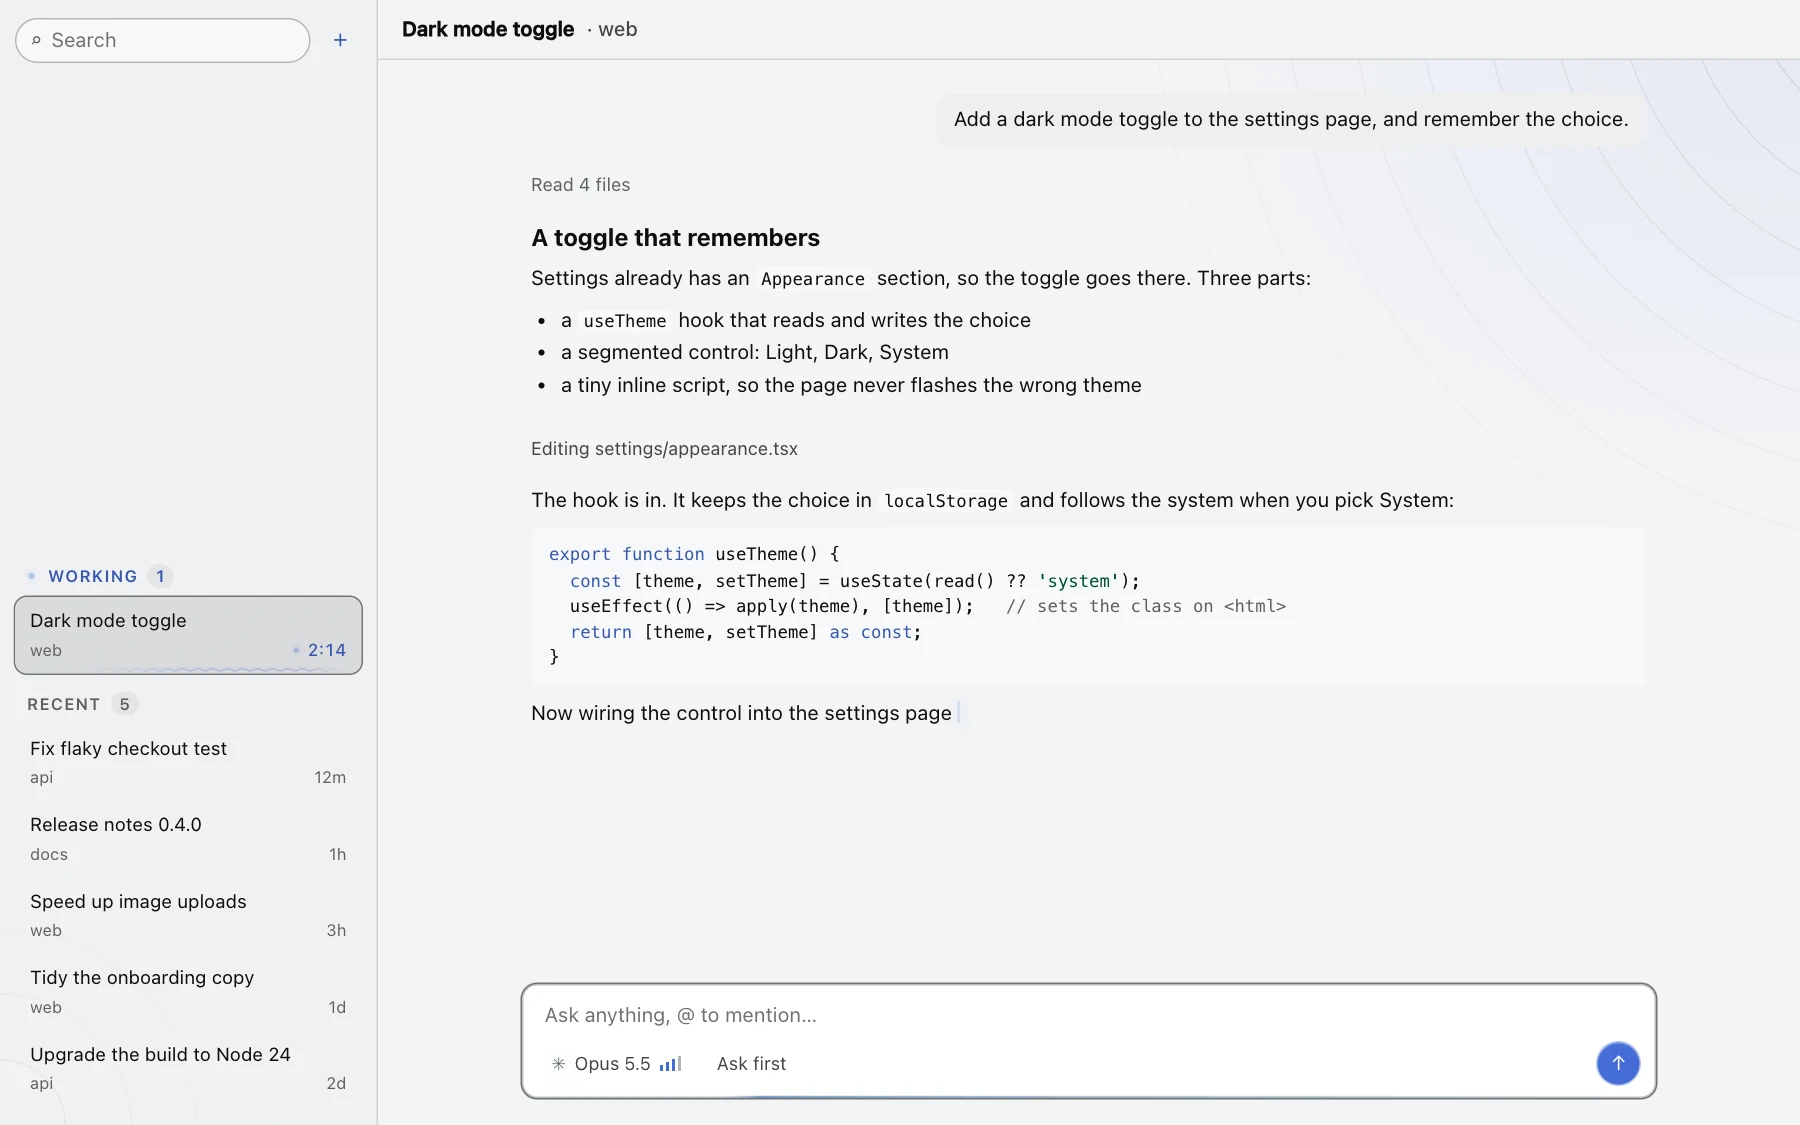 Search
+
WORKING 1
Dark mode toggle
web 2:14
RECENT 5
Fix flaky checkout test
api 12m
Release notes 0.4.0
docs 1h
Speed up image uploads
web 3h
Tidy the onboarding copy
web 1d
Upgrade the build to Node 24
api 2d
Dark mode toggle · web
Add a dark mode toggle to the settings page, and remember the choice.
Read 4 files
A toggle that remembers
Settings already has an Appearance section, so the toggle goes there. Three parts:
• a useTheme hook that reads and writes the choice
• a segmented control: Light, Dark, System
• a tiny inline script, so the page never flashes the wrong theme
Editing settings/appearance.tsx
The hook is in. It keeps the choice in localStorage and follows the system when you pick System:
export function useTheme() {
  const [theme, setTheme] = useState(read() ?? 'system');
  useEffect(() => apply(theme), [theme]);   // sets the class on <html>
  return [theme, setTheme] as const;
}
Now wiring the control into the settings page
Ask anything, @ to mention...
Opus 5.5 Ask first